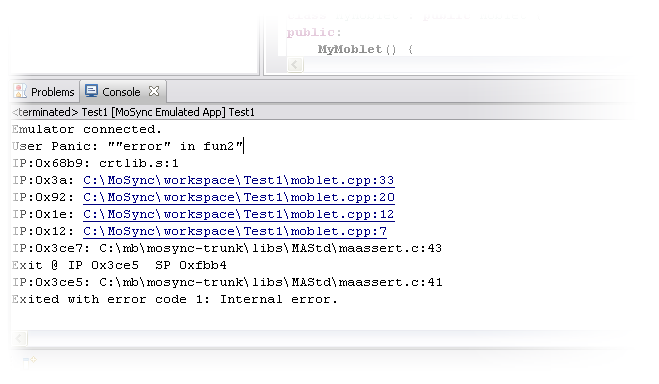 public:
MyMoblet() {
Problems Console
<terminated> Test1 [MoSync Emulated App] Test1
Emulator connected.
User Panic: ""error" in fun2"
IP:0x68b9: crtlib.s:1
IP:0x3a: C:\MoSync\workspace\Test1\moblet.cpp:33
IP:0x92: C:\MoSync\workspace\Test1\moblet.cpp:20
IP:0x1e: C:\MoSync\workspace\Test1\moblet.cpp:12
IP:0x12: C:\MoSync\workspace\Test1\moblet.cpp:7
IP:0x3ce7: C:\mb\mosync-trunk\libs\MAStd\maassert.c:43
Exit @ IP 0x3ce5  SP 0xfbb4
IP:0x3ce5: C:\mb\mosync-trunk\libs\MAStd\maassert.c:41
Exited with error code 1: Internal error.